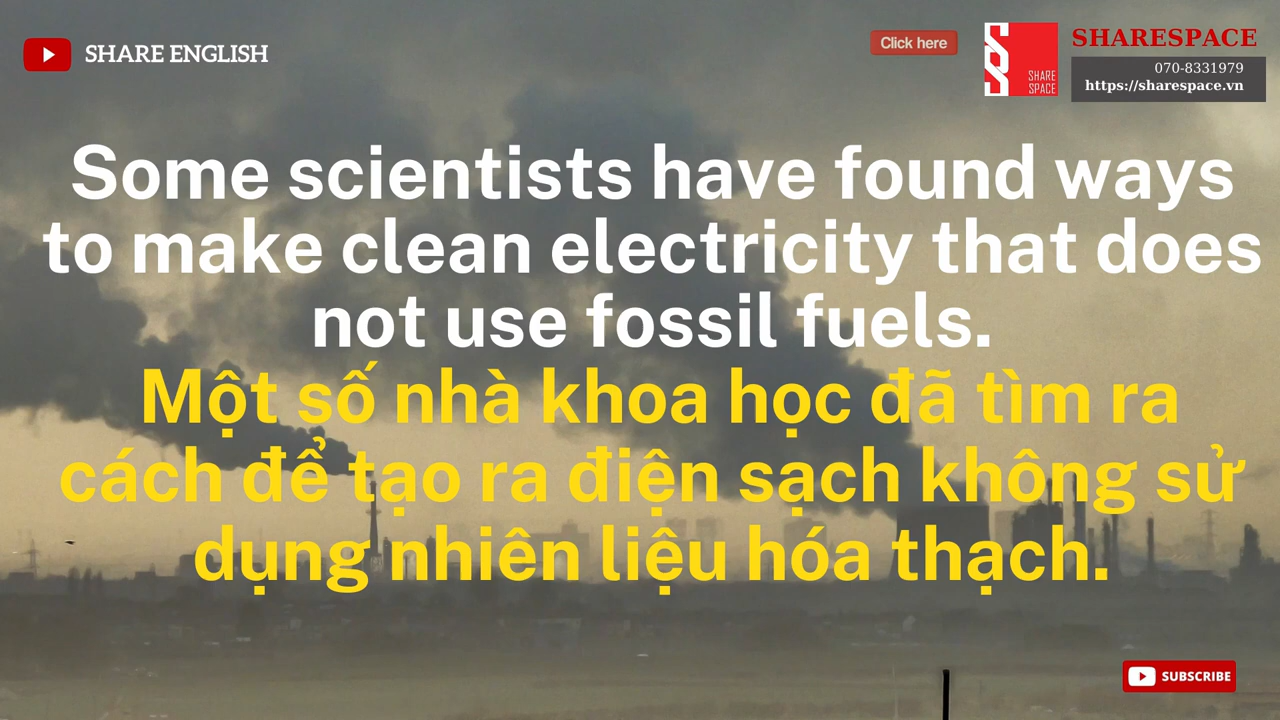 SHARE ENGLISH
Click here
SHARE
SPACE
SHARESPACE
070-8331979
https://sharespace.vn
Some scientists have found ways
to make clean electricity that does
not use fossil fuels.
Một số nhà khoa học đã tìm ra
cách để tạo ra điện sạch không sử
dụng nhiên liệu hóa thạch.
SUBSCRIBE